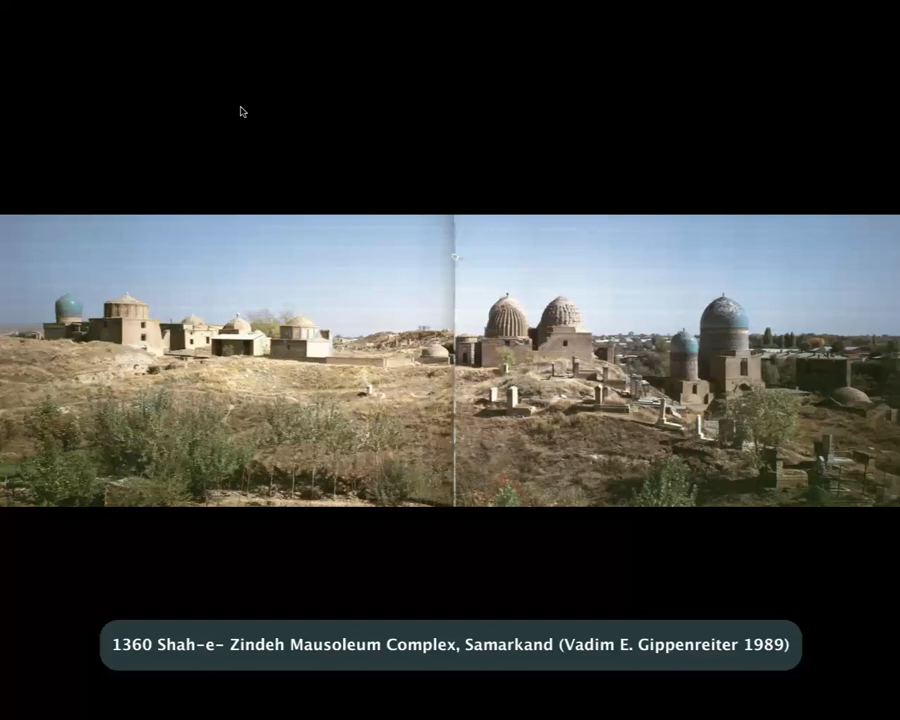 1360 Shah-e- Zindeh Mausoleum Complex, Samarkand (Vadim E. Gippenreiter 1989)